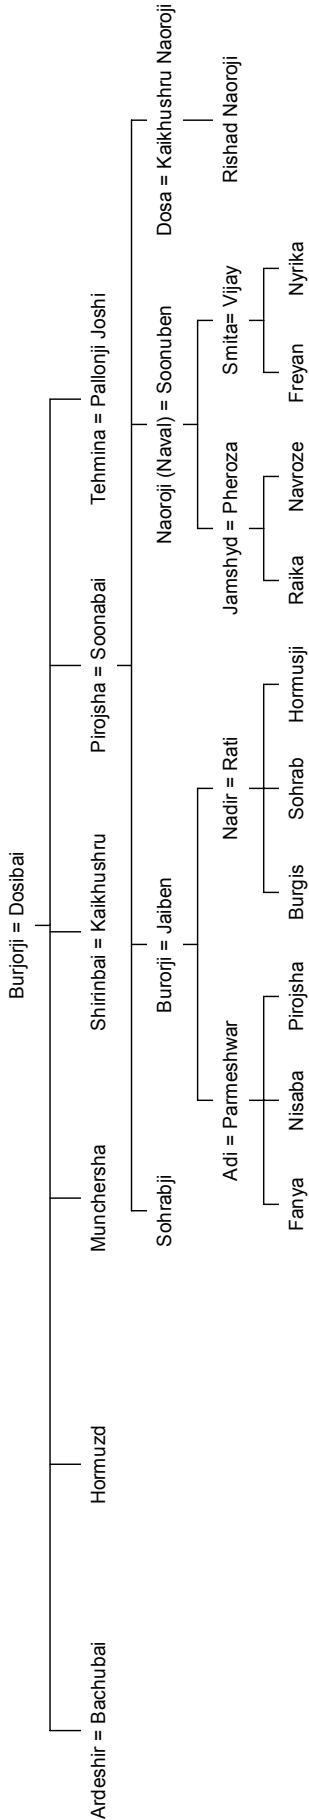 Burjorji = Dosibai
Ardeshir = Bachubai
Hormuzd
Munchersha
Shirinbai = Kaikhushru
Pirojsha = Soonabai
Tehmina = Pallonji Joshi
Sohrabji
Burorji = Jaiben
Naoroji (Naval) = Soonuben
Dosa = Kaikhushru Naoroji
Adi = Parmeshwar
Nadir = Rati
Jamshyd = Pheroza
Smita= Vijay
Rishad Naoroji
Fanya
Nisaba
Pirojsha
Burgis
Sohrab
Hormusji
Raika
Navroze
Freyan
Nyrika